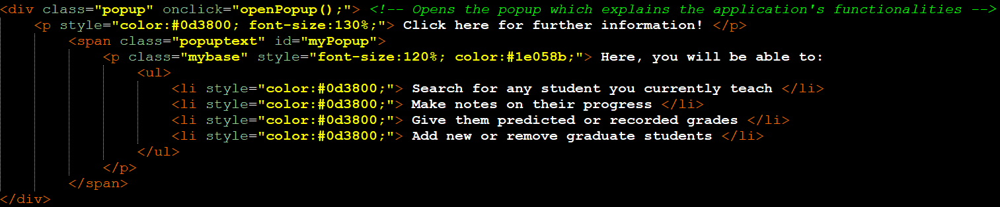 <div class="popup" onclick="openPopup();"> <!-- Opens the popup which explains the application's functionalities -->
<p style="color:#0d3800; font-size:130%;"> Click here for further information! </p>
<span class="popuptext" id="myPopup">
<p class="mybase" style="font-size:120%; color:#1e058b;"> Here, you will be able to:
<ul>
<li style="color:#0d3800;"> Search for any student you currently teach </li>
<li style="color:#0d3800;"> Make notes on their progress </li>
<li style="color:#0d3800;"> Give them predicted or recorded grades </li>
<li style="color:#0d3800;"> Add new or remove graduate students </li>
</ul>
</p>
</span>
</div>